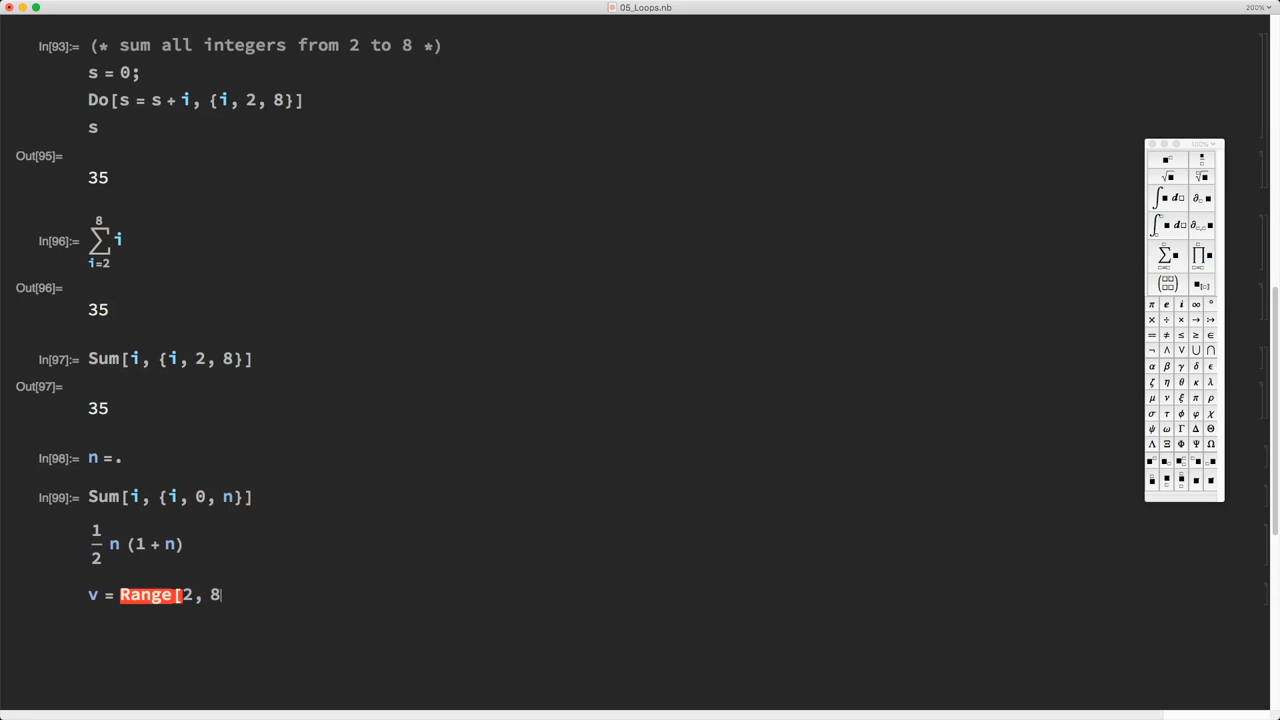 05_Loops.nb
200%
In[93]:= (* sum all integers from 2 to 8 *)
s = 0;
Do[s = s + i, {i, 2, 8}]
s
Out[95]=
35
In[96]:= ∑ i=2 8 i
Out[96]=
35
In[97]:= Sum[i, {i, 2, 8}]
Out[97]=
35
In[98]:= n =.
In[99]:= Sum[i, {i, 0, n}]
1/2 n (1 + n)
v = Range[2, 8
100%
√■ ∛■
∫■ d□ ∂□ ■
∫■ d□ ∂□,□ ■
∑ □=□ □ ■ ∏ □=□ □ ■
π e i ∞ °
× ÷ × → :→
== ≠ ≤ ≥ ∈
¬ ∧ ∨ ∪ ∩
α β γ δ ϵ
ζ η θ κ λ
μ ν ξ π ρ
σ τ ϕ φ χ
ψ ω Γ Δ Θ
Λ Ξ Φ Ψ Ω